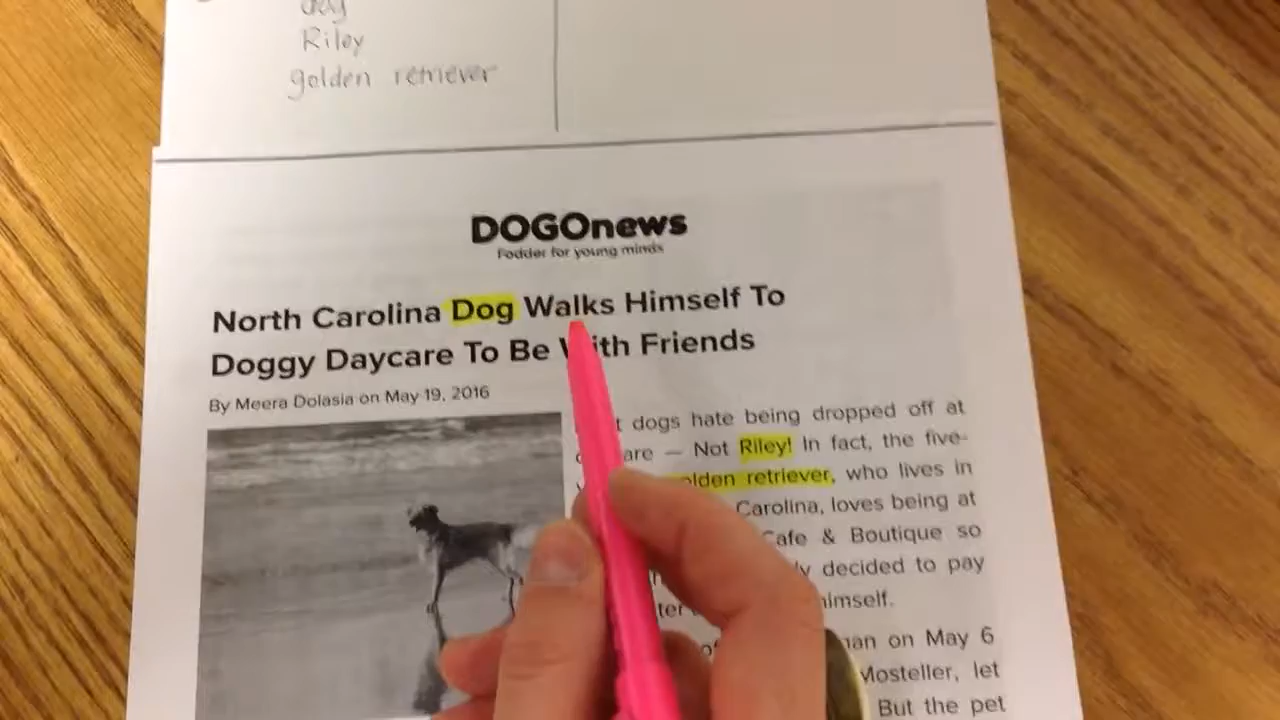 dog
Riley
golden retriever
DOGOnews
Fodder for young minds
North Carolina Dog Walks Himself To
Doggy Daycare To Be With Friends
By Meera Dolasia on May 19, 2016
dogs hate being dropped off at
Not Riley! In fact, the five-
retriever, who lives in
Carolina, loves being at
Cafe & Boutique so
decided to pay
himself.
on May 6
Mosteller, let
But the pet